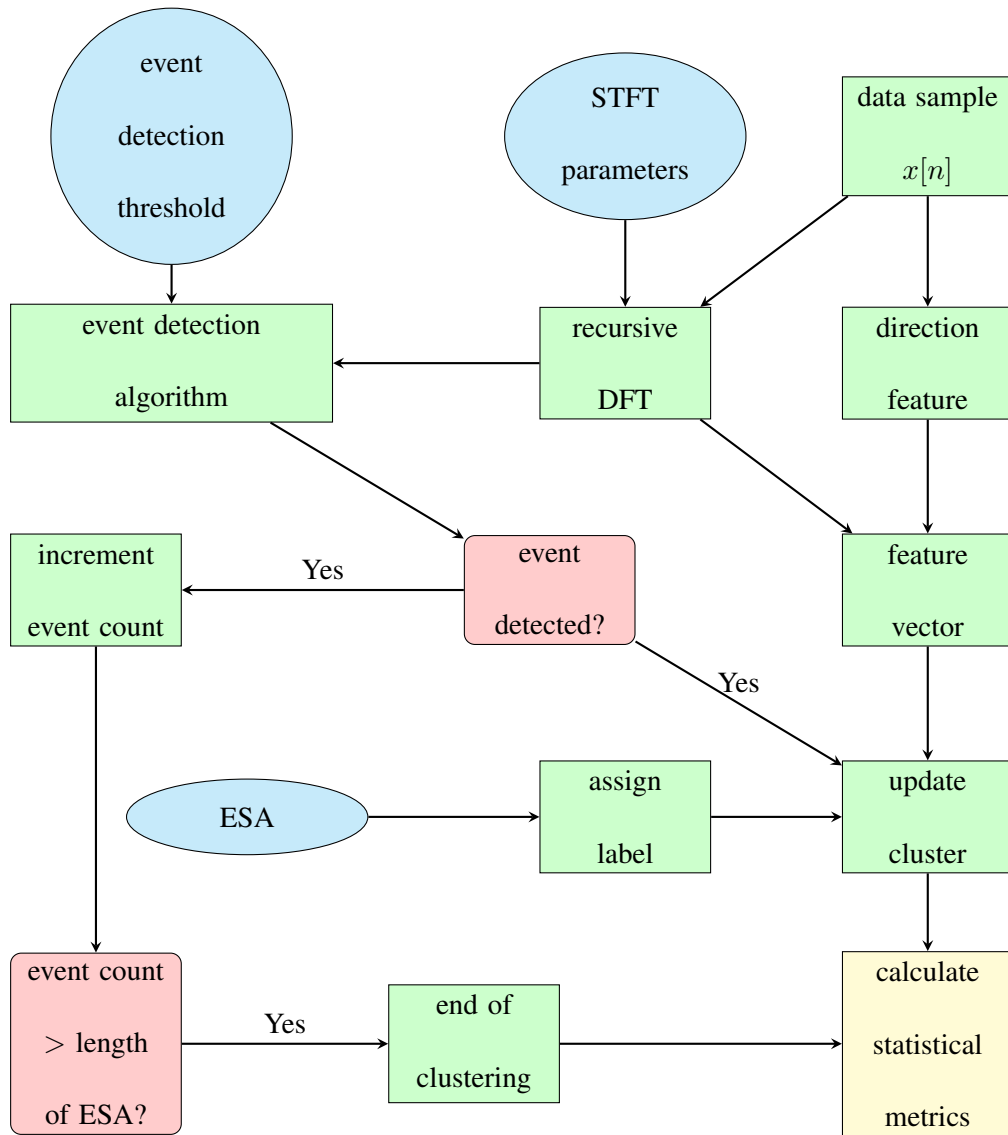 event
detection
threshold
STFT
parameters
data sample
x[n]
event detection
algorithm
recursive
DFT
direction
feature
increment
event count
Yes
event
detected?
feature
vector
Yes
ESA
assign
label
update
cluster
event count
> length
of ESA?
Yes
end of
clustering
calculate
statistical
metrics